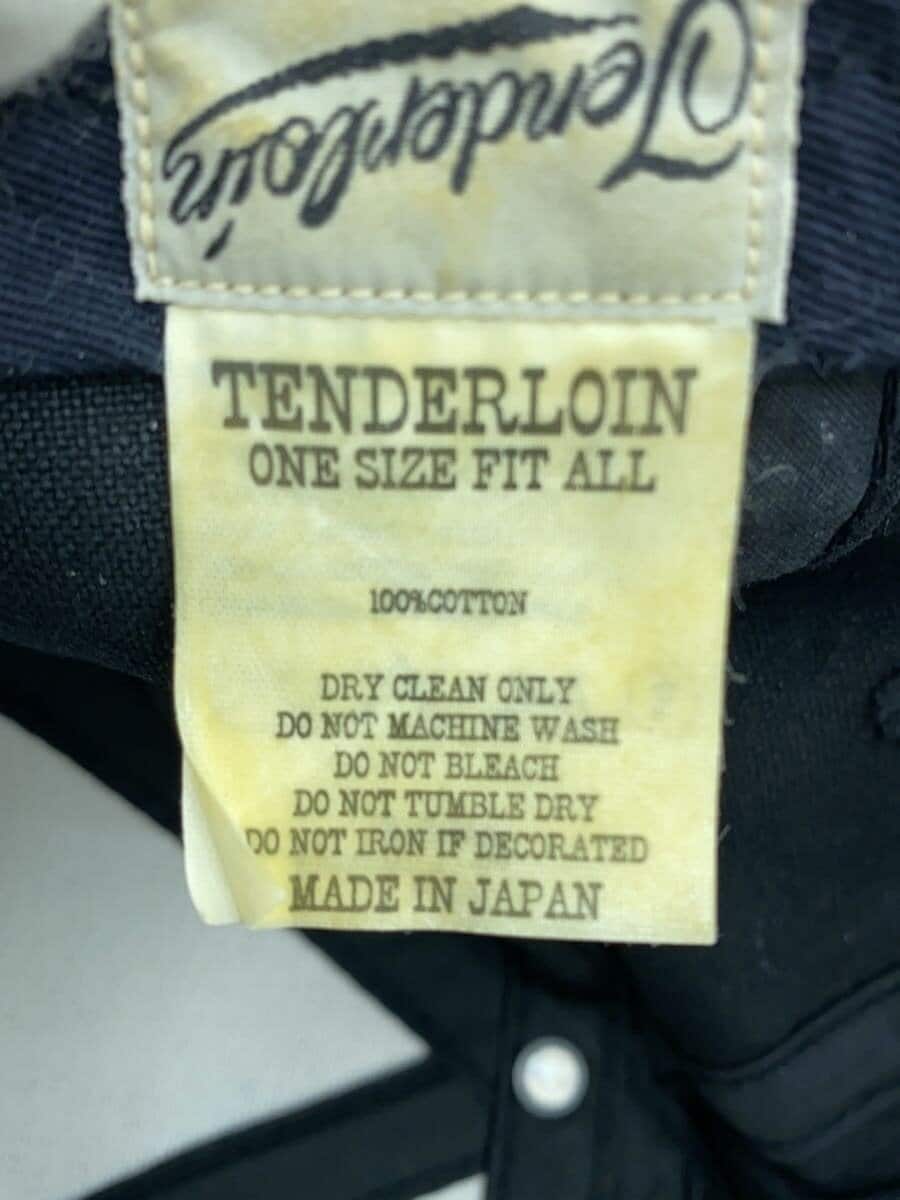 Tenderloin
TENDERLOIN
ONE SIZE FIT ALL
100%COTTON
DRY CLEAN ONLY
DO NOT MACHINE WASH
DO NOT BLEACH
DO NOT TUMBLE DRY
DO NOT IRON IF DECORATED
MADE IN JAPAN